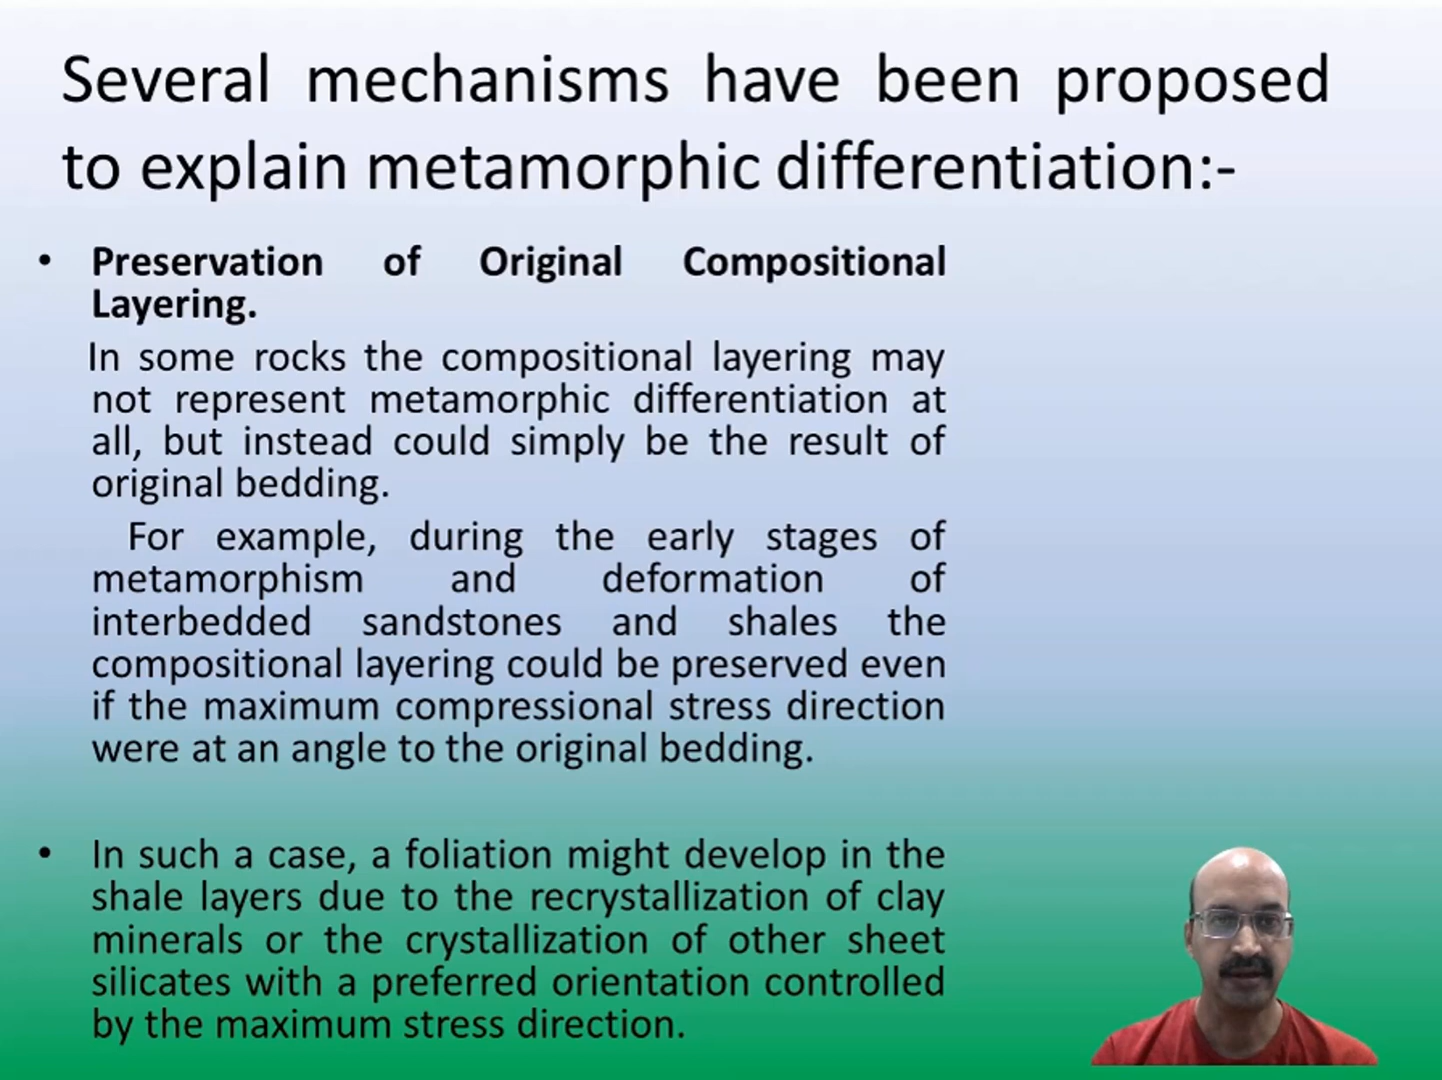 Several mechanisms have been proposed
to explain metamorphic differentiation:-
• Preservation of Original Compositional
Layering.
In some rocks the compositional layering may
not represent metamorphic differentiation at
all, but instead could simply be the result of
original bedding.
For example, during the early stages of
metamorphism and deformation of
interbedded sandstones and shales the
compositional layering could be preserved even
if the maximum compressional stress direction
were at an angle to the original bedding.
• In such a case, a foliation might develop in the
shale layers due to the recrystallization of clay
minerals or the crystallization of other sheet
silicates with a preferred orientation controlled
by the maximum stress direction.